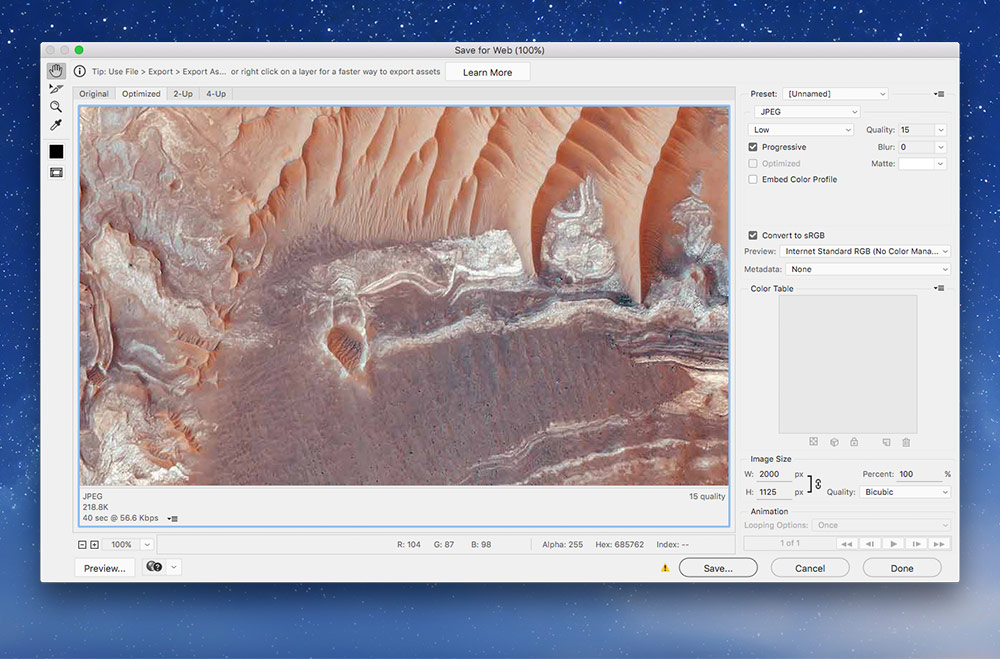 Save for Web (100%)
Tip: Use File > Export > Export As... or right click on a layer for a faster way to export assets
Learn More
Original Optimized 2-Up 4-Up
Preset: [Unnamed]
JPEG
Low Quality: 15
Progressive Blur: 0
Optimized Matte:
Embed Color Profile
Convert to sRGB
Preview: Internet Standard RGB (No Color Mana...
Metadata: None
Color Table
Image Size
W: 2000 px Percent: 100 %
H: 1125 px Quality: Bicubic
Animation
Looping Options: Once
1 of 1
JPEG 15 quality
218.8K
40 sec @ 56.6 Kbps
100% R: 104 G: 87 B: 98 Alpha: 255 Hex: 685762 Index: --
Preview... Save... Cancel Done